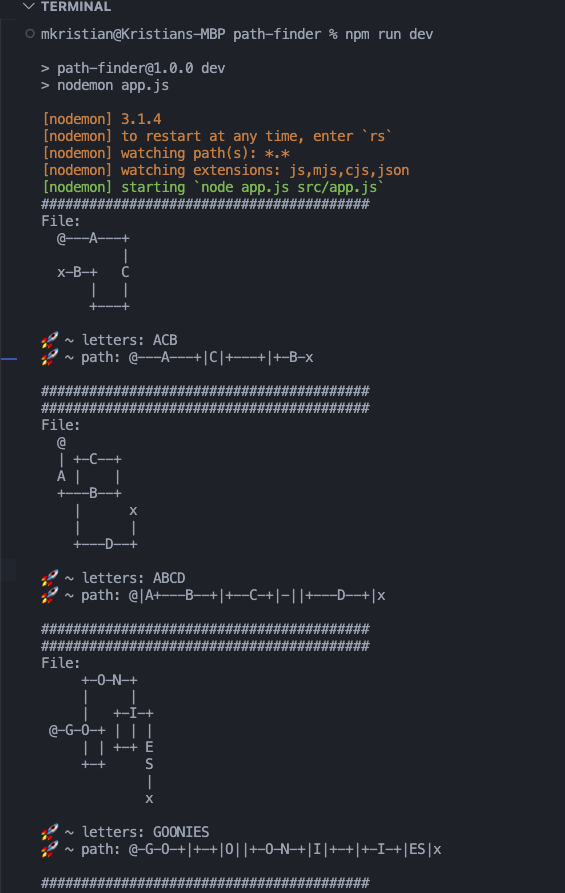 TERMINAL
mkristian@Kristians-MBP path-finder % npm run dev
> path-finder@1.0.0 dev
> nodemon app.js
[nodemon] 3.1.4
[nodemon] to restart at any time, enter `rs`
[nodemon] watching path(s): *.*
[nodemon] watching extensions: js,mjs,cjs,json
[nodemon] starting `node app.js src/app.js`
#########################################
File:
  @---A---+
          |
  x-B-+   C
      |   |
      +---+
🚀 ~ letters: ACB
🚀 ~ path: @---A---+|C|+---+|+-B-x
#########################################
#########################################
File:
  @
  | +-C--+
  A |    |
  +---B--+
    |      x
    |      |
    +---D--+
🚀 ~ letters: ABCD
🚀 ~ path: @|A+---B--+|+--C-+|-||+---D--+|x
#########################################
#########################################
File:
     +-O-N-+
     |     |
     |   +-I-+
 @-G-O-+ | | |
     | | +-+ E
     +-+     S
             |
             x
🚀 ~ letters: GOONIES
🚀 ~ path: @-G-O-+|+-+|O||+-O-N-+|I|+-+|+-I-+|ES|x
#########################################